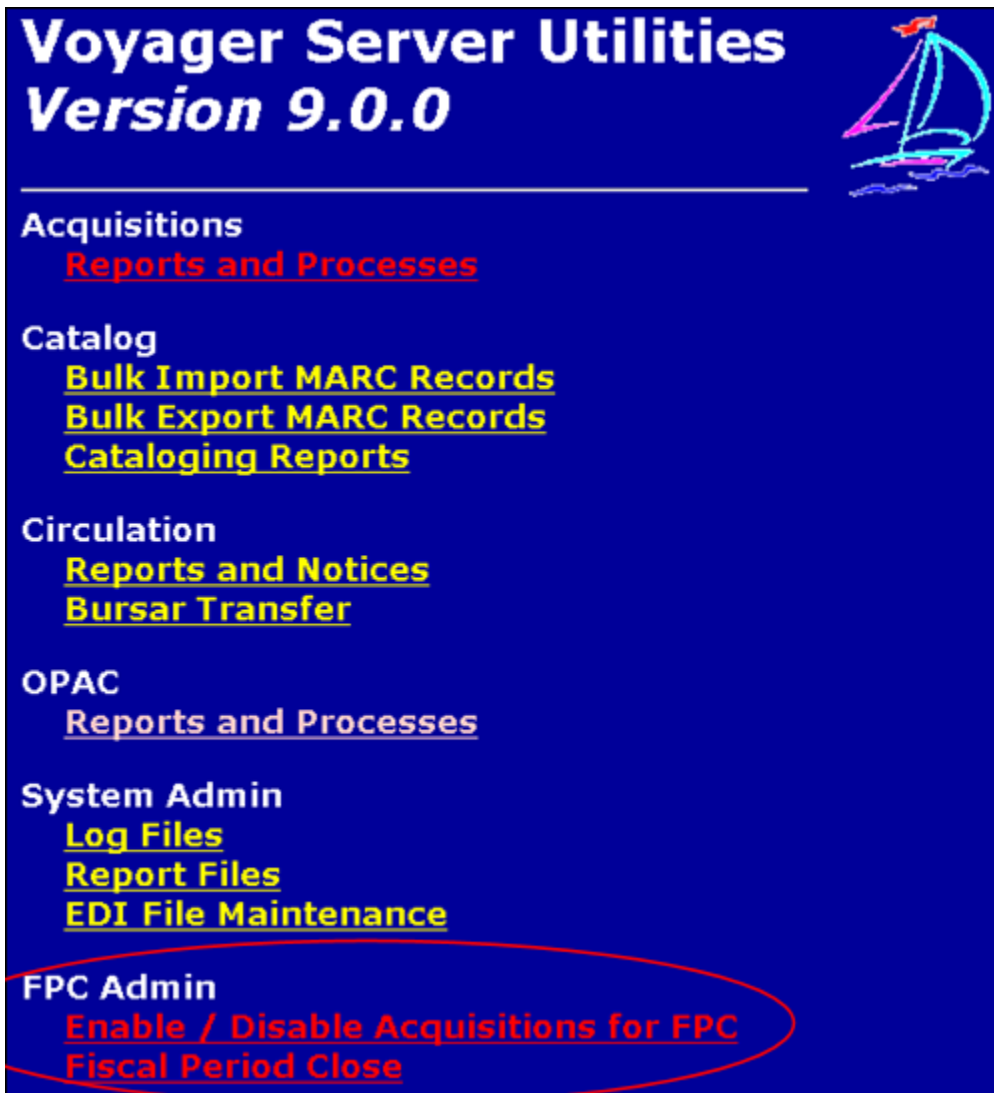 Voyager Server Utilities
Version 9.0.0
Acquisitions
Reports and Processes
Catalog
Bulk Import MARC Records
Bulk Export MARC Records
Cataloging Reports
Circulation
Reports and Notices
Bursar Transfer
OPAC
Reports and Processes
System Admin
Log Files
Report Files
EDI File Maintenance
FPC Admin
Enable / Disable Acquisitions for FPC
Fiscal Period Close